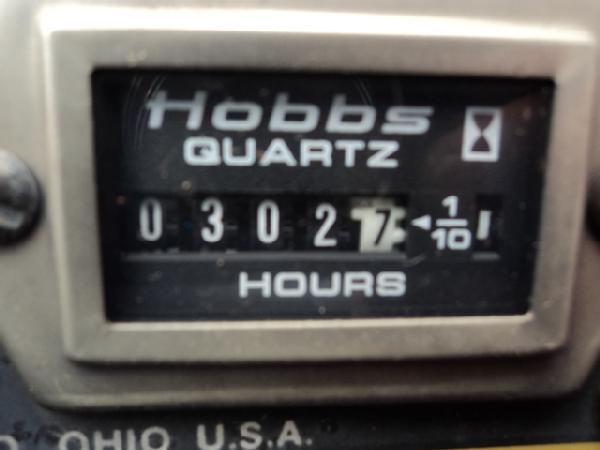 Hobbs
QUARTZ
0 3 0 2 7 ◄ 1/10
HOURS
OHIO U.S.A.